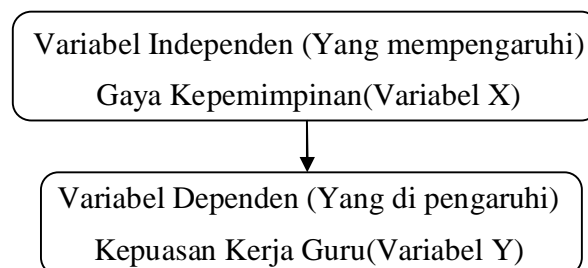 Variabel Independen (Yang mempengaruhi)
Gaya Kepemimpinan(Variabel X)
Variabel Dependen (Yang di pengaruhi)
Kepuasan Kerja Guru(Variabel Y)